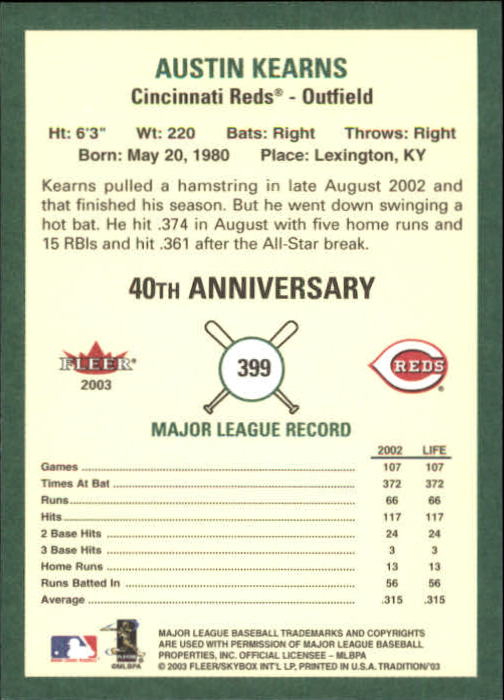 AUSTIN KEARNS
Cincinnati Reds® - Outfield
Ht: 6'3" Wt: 220 Bats: Right Throws: Right
Born: May 20, 1980 Place: Lexington, KY
Kearns pulled a hamstring in late August 2002 and
that finished his season. But he went down swinging a
hot bat. He hit .374 in August with five home runs and
15 RBIs and hit .361 after the All-Star break.
40TH ANNIVERSARY
FLEER®
2003
399
REDS
MAJOR LEAGUE RECORD
2002 LIFE
Games 107 107
Times At Bat 372 372
Runs 66 66
Hits 117 117
2 Base Hits 24 24
3 Base Hits 3 3
Home Runs 13 13
Runs Batted In 56 56
Average .315 .315
©MLBPA
MAJOR LEAGUE BASEBALL TRADEMARKS AND COPYRIGHTS
ARE USED WITH PERMISSION OF MAJOR LEAGUE BASEBALL
PROPERTIES, INC. OFFICIAL LICENSEE - MLBPA
© 2003 FLEER/SKYBOX INT'L LP, PRINTED IN U.S.A. TRADITION/'03